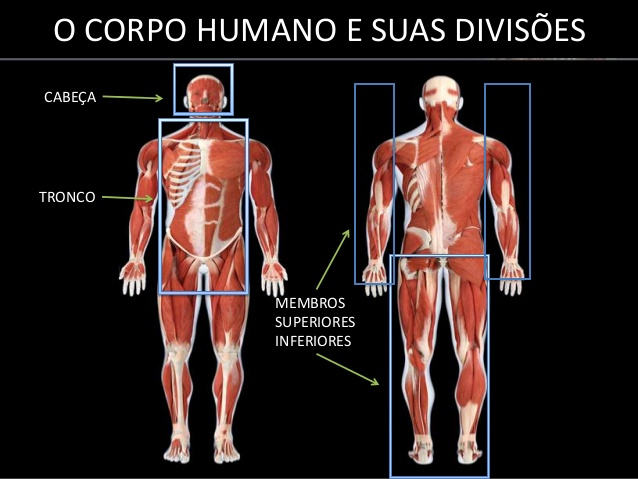 O CORPO HUMANO E SUAS DIVISÕES
CABEÇA
TRONCO
MEMBROS
SUPERIORES
INFERIORES